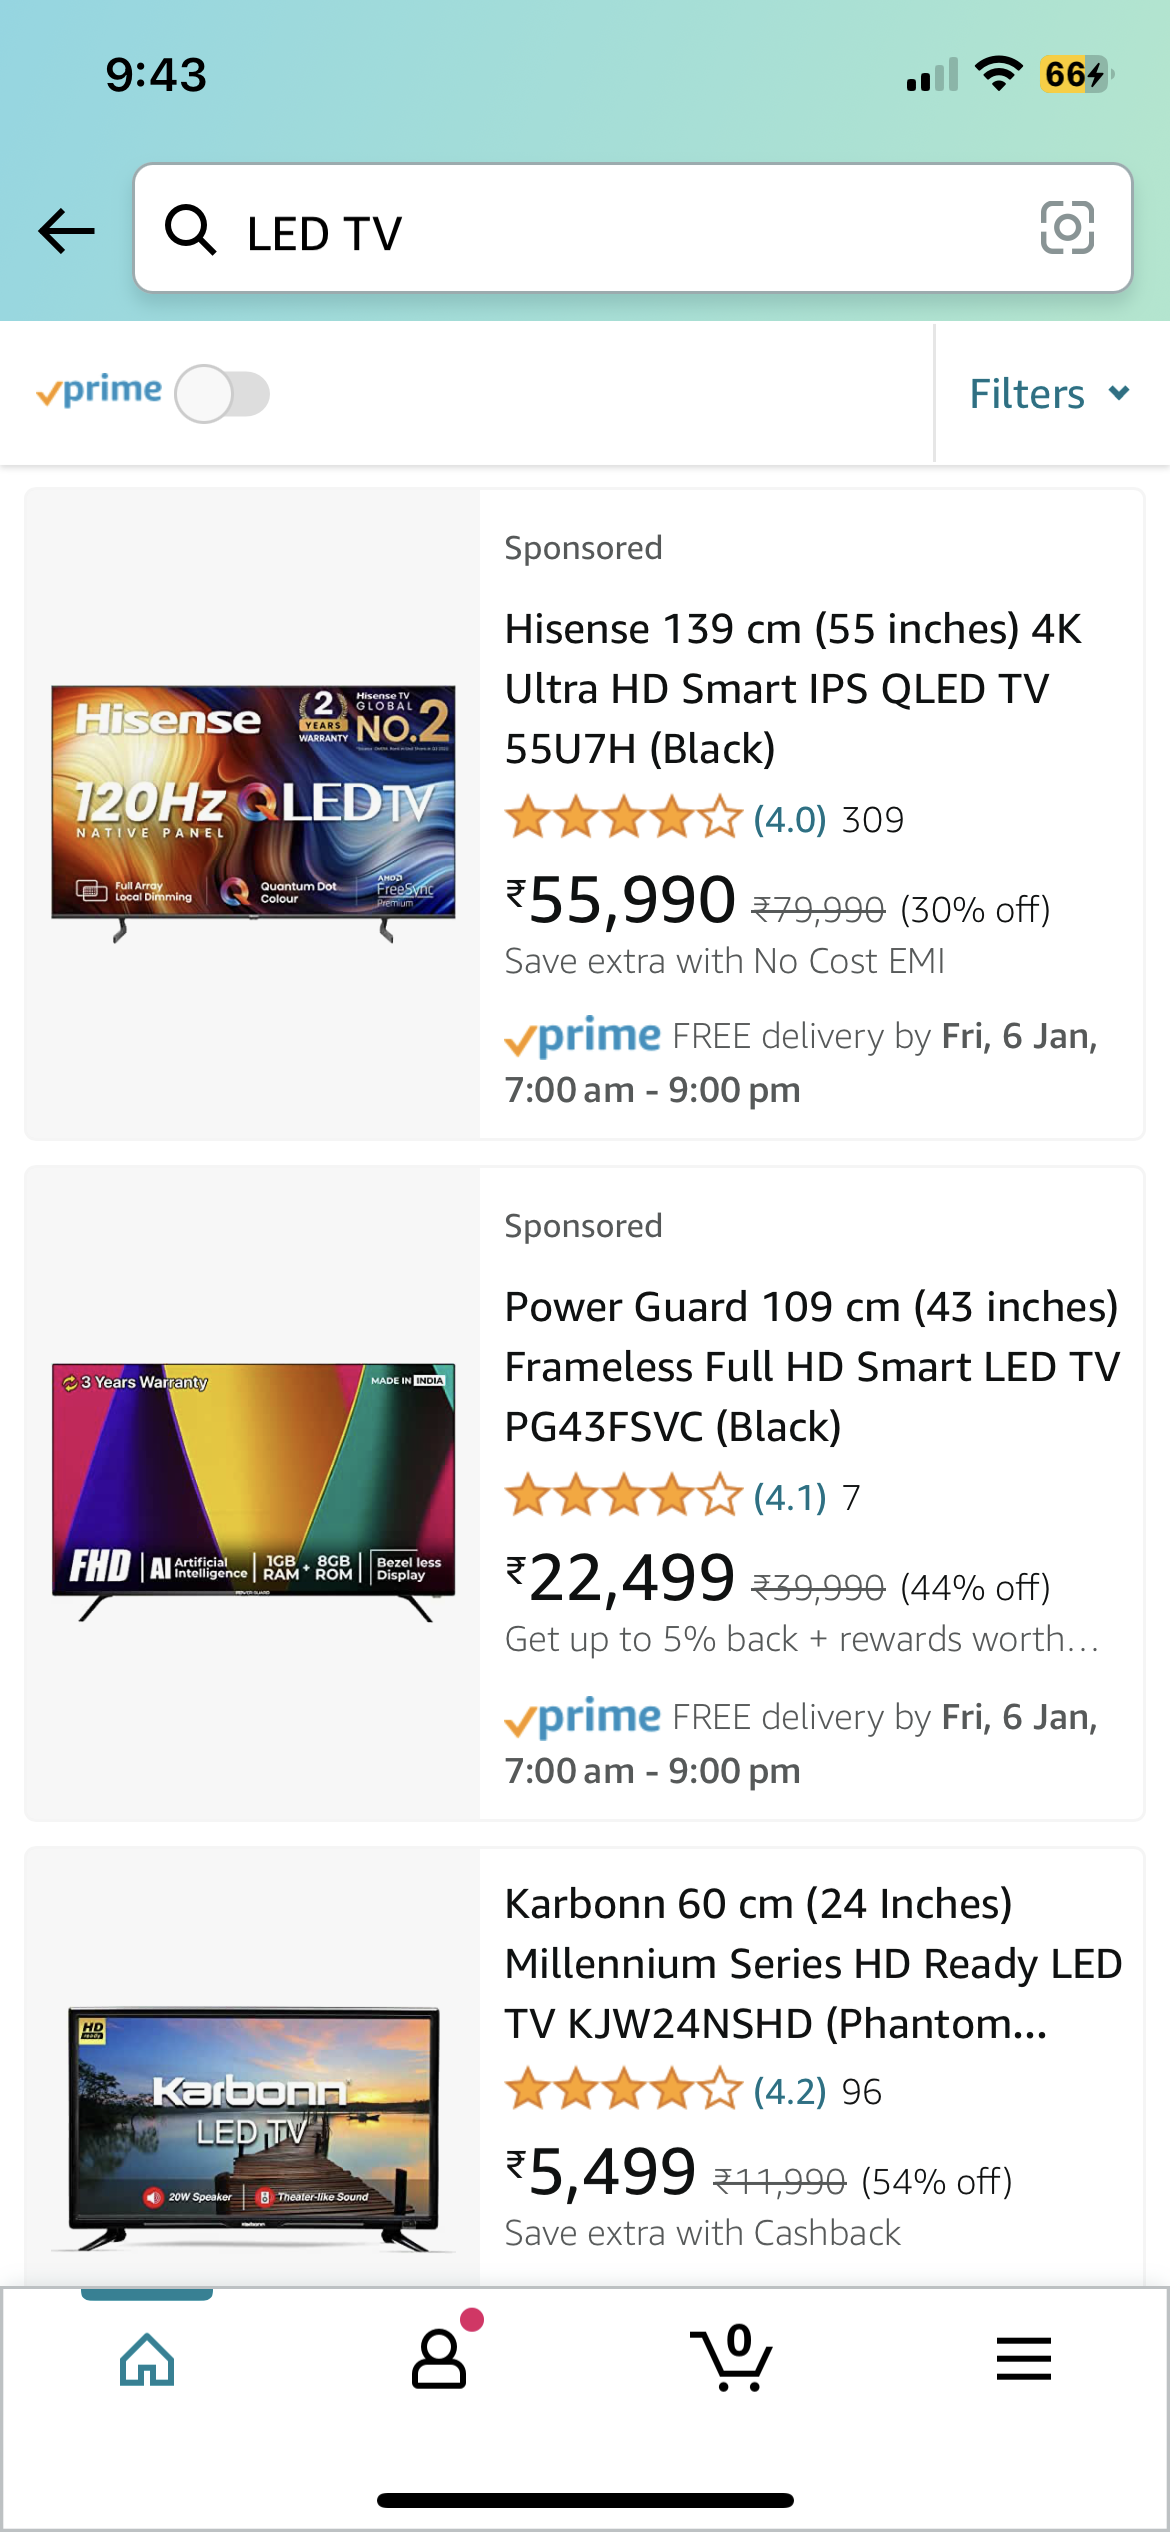 9:43
66
LED TV
prime
Filters
Sponsored
Hisense 139 cm (55 inches) 4K
Ultra HD Smart IPS QLED TV
55U7H (Black)
(4.0) 309
₹55,990 ₹79,990 (30% off)
Save extra with No Cost EMI
prime FREE delivery by Fri, 6 Jan,
7:00 am - 9:00 pm
Hisense
2
YEARS
WARRANTY
Hisense TV
GLOBAL
NO.2
120Hz QLED TV
NATIVE PANEL
Full Array
Local Dimming
Quantum Dot
Colour
AMD
FreeSync
Premium
Sponsored
Power Guard 109 cm (43 inches)
Frameless Full HD Smart LED TV
PG43FSVC (Black)
(4.1) 7
₹22,499 ₹39,990 (44% off)
Get up to 5% back + rewards worth...
prime FREE delivery by Fri, 6 Jan,
7:00 am - 9:00 pm
3 Years Warranty
MADE IN INDIA
FHD | AI Artificial Intelligence | 1GB RAM + 8GB ROM | Bezel less Display
POWER GUARD
Karbonn 60 cm (24 Inches)
Millennium Series HD Ready LED
TV KJW24NSHD (Phantom...
(4.2) 96
₹5,499 ₹11,990 (54% off)
Save extra with Cashback
HD
ready
Karbonn
LED TV
20W Speaker
Theater-like Sound
Karbonn
0